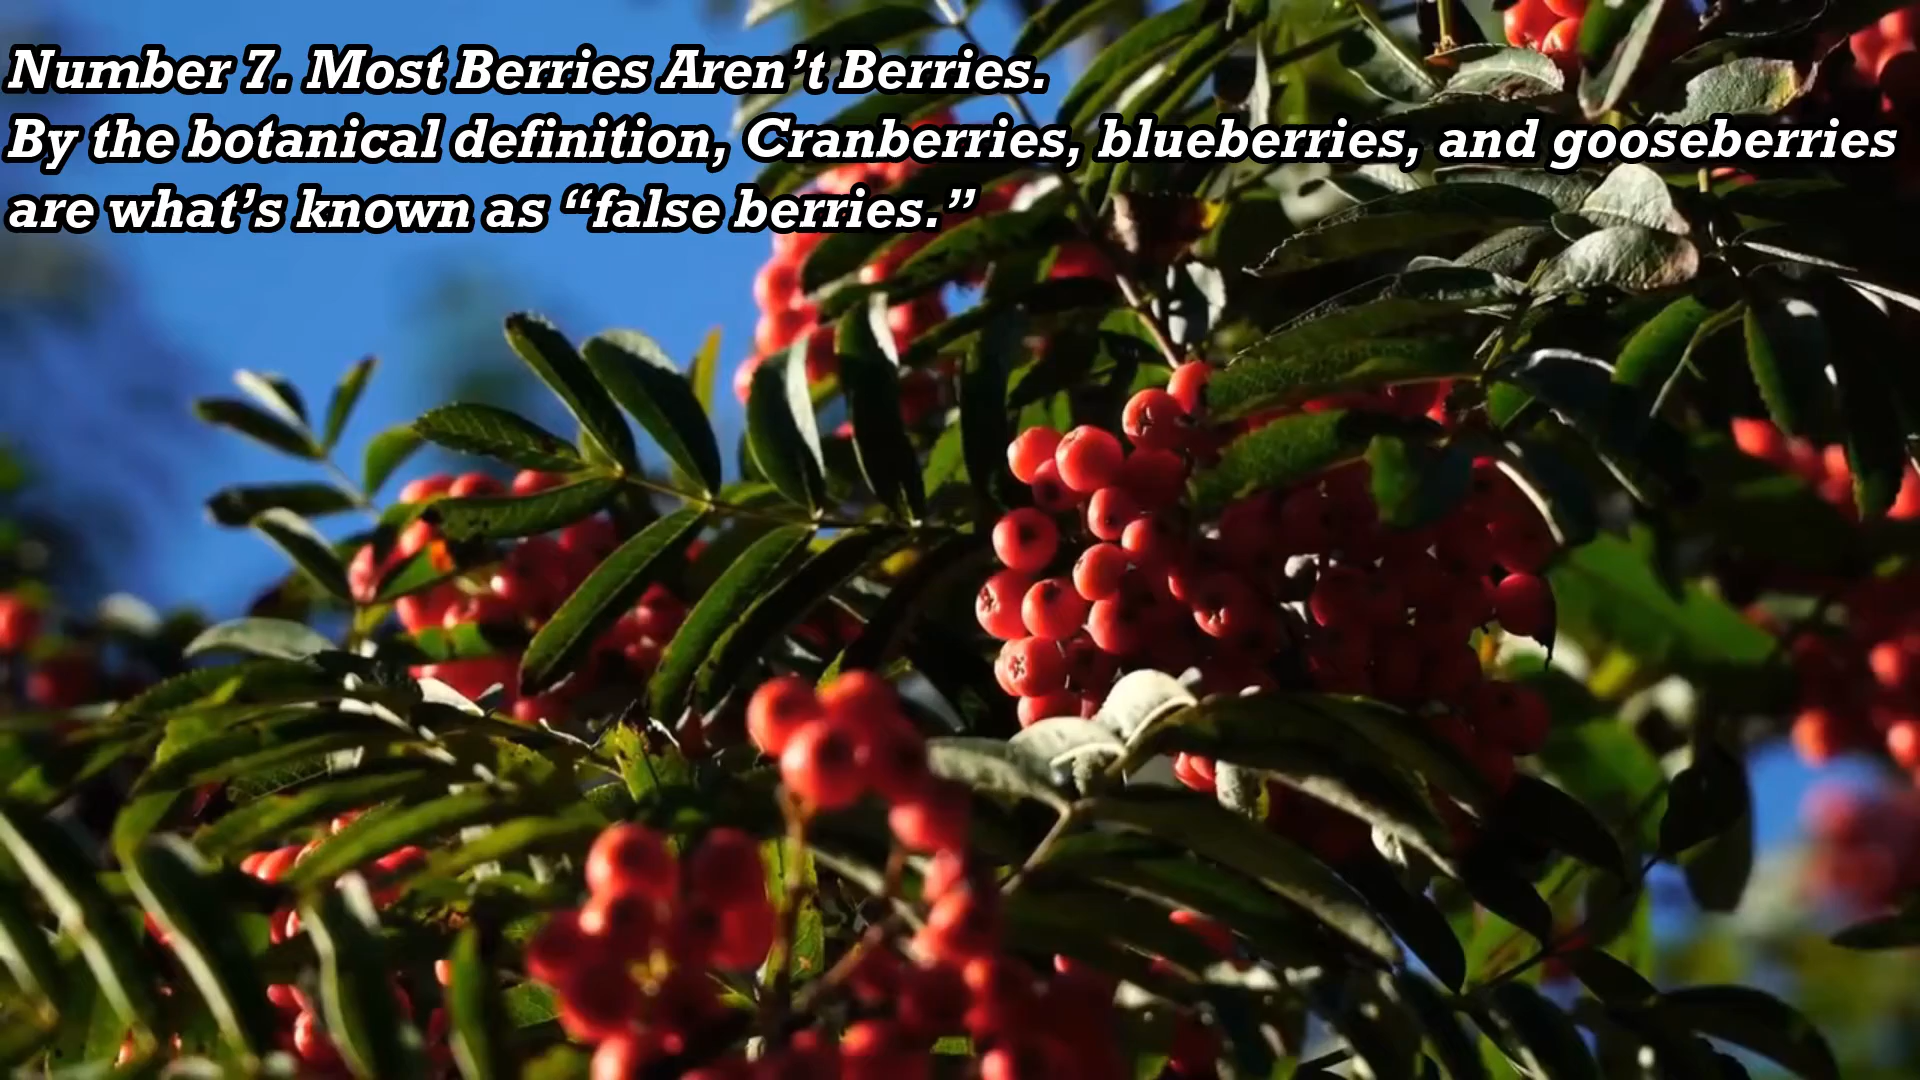 Number 7. Most Berries Aren’t Berries.
By the botanical definition, Cranberries, blueberries, and gooseberries
are what’s known as “false berries.”